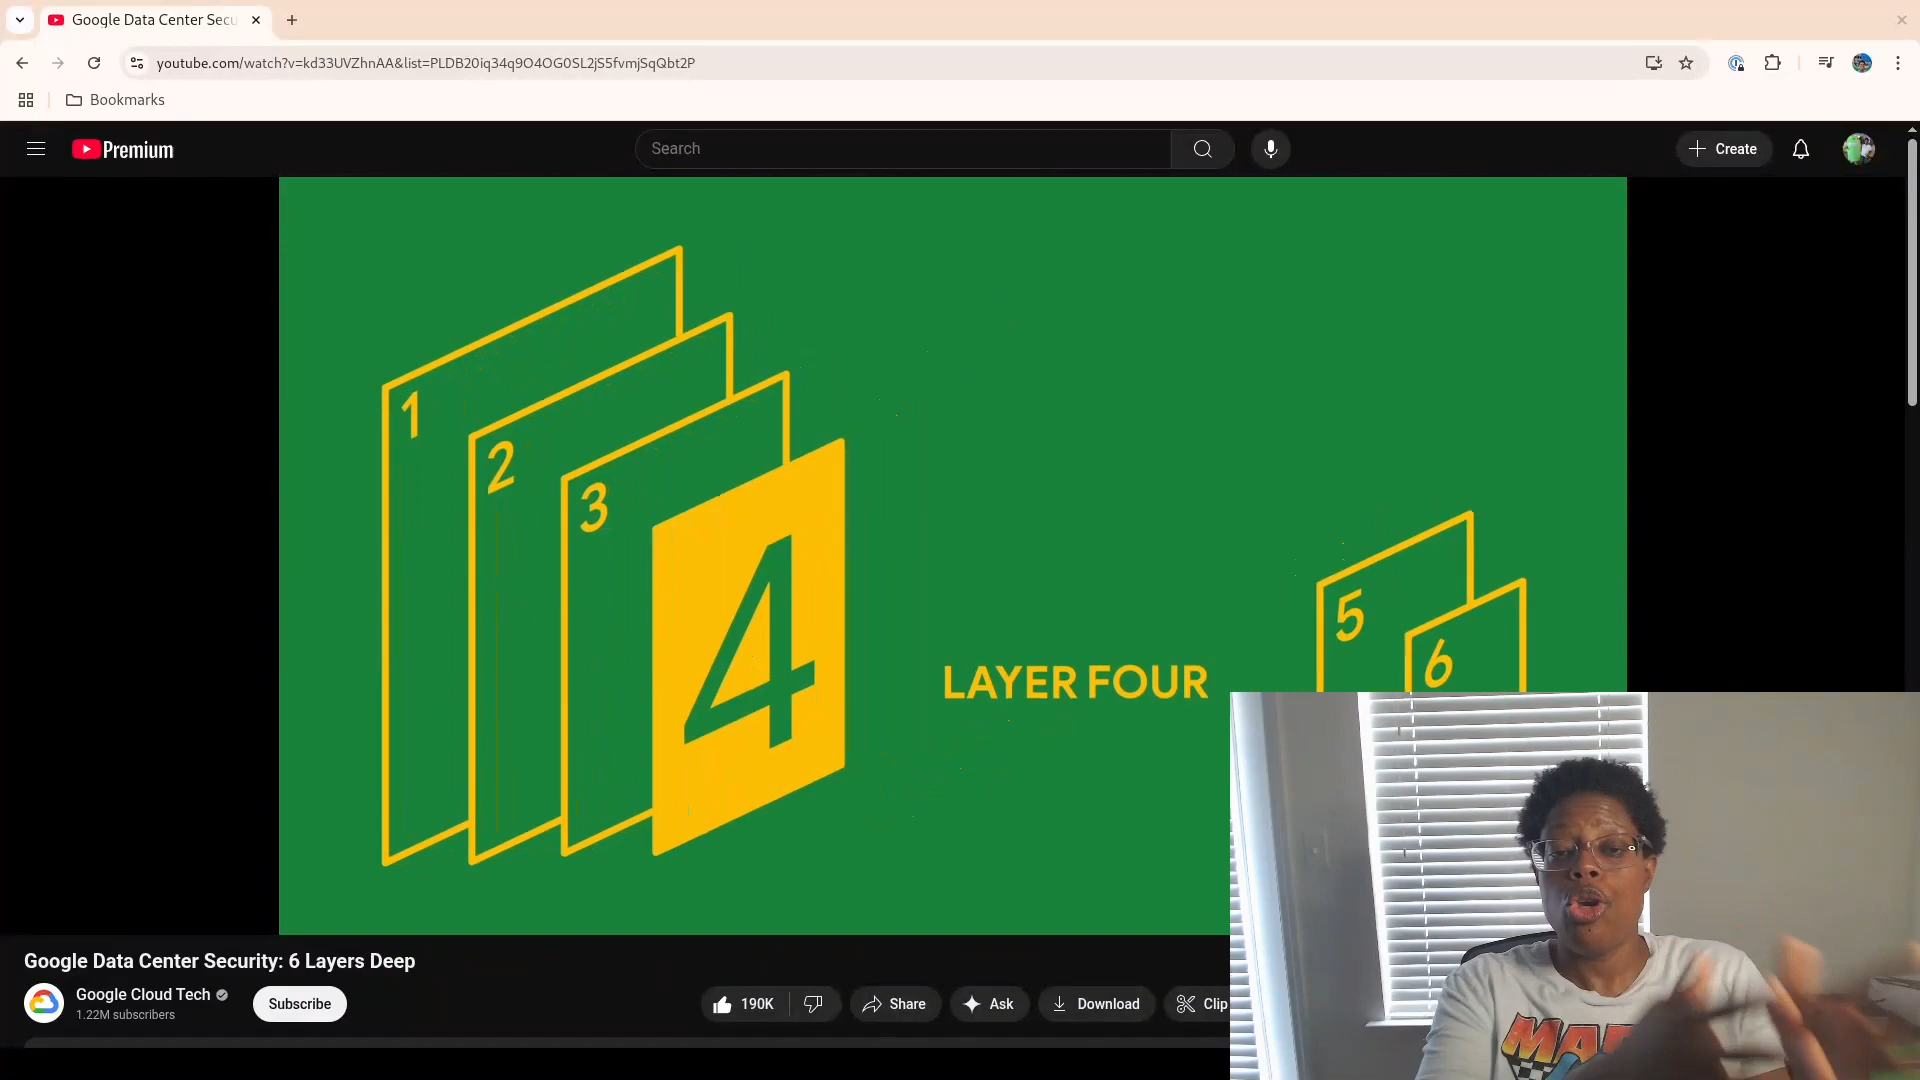 Google Data Center Secu
youtube.com/watch?v=kd33UVZhnAA&list=PLDB20iq34q9O4OG0SL2jS5fvmjSqQbt2P
Bookmarks
Premium
Search
Create
1
2
3
4
LAYER FOUR
5
6
Google Data Center Security: 6 Layers Deep
Google Cloud Tech
1.22M subscribers
Subscribe
190K
Share
Ask
Download
Clip